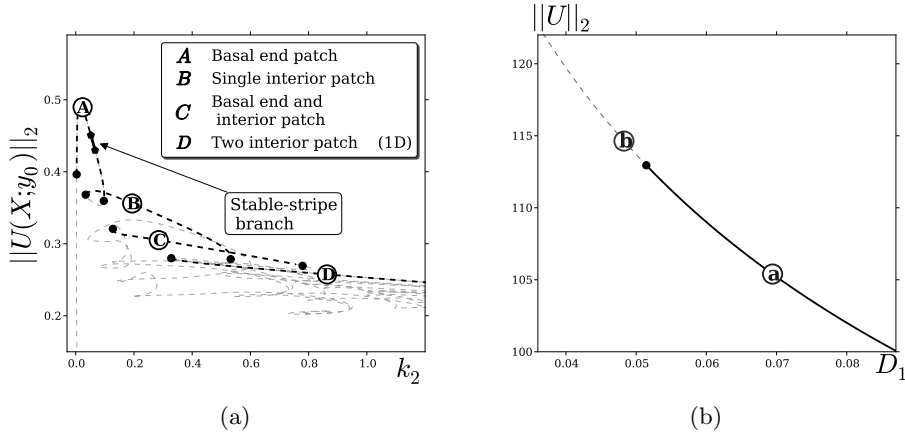 ||U||₂
A Basal end patch
B Single interior patch
C Basal end and
interior patch
D Two interior patch (1D)
Stable-stripe
branch
A
B
C
D
||U(X;y₀)||₂
0.5
0.4
0.3
0.2
0.0 0.2 0.4 0.6 0.8 1.0
k₂
(a)
120
115
110
105
100
b
a
0.04 0.05 0.06 0.07 0.08
D₁
(b)